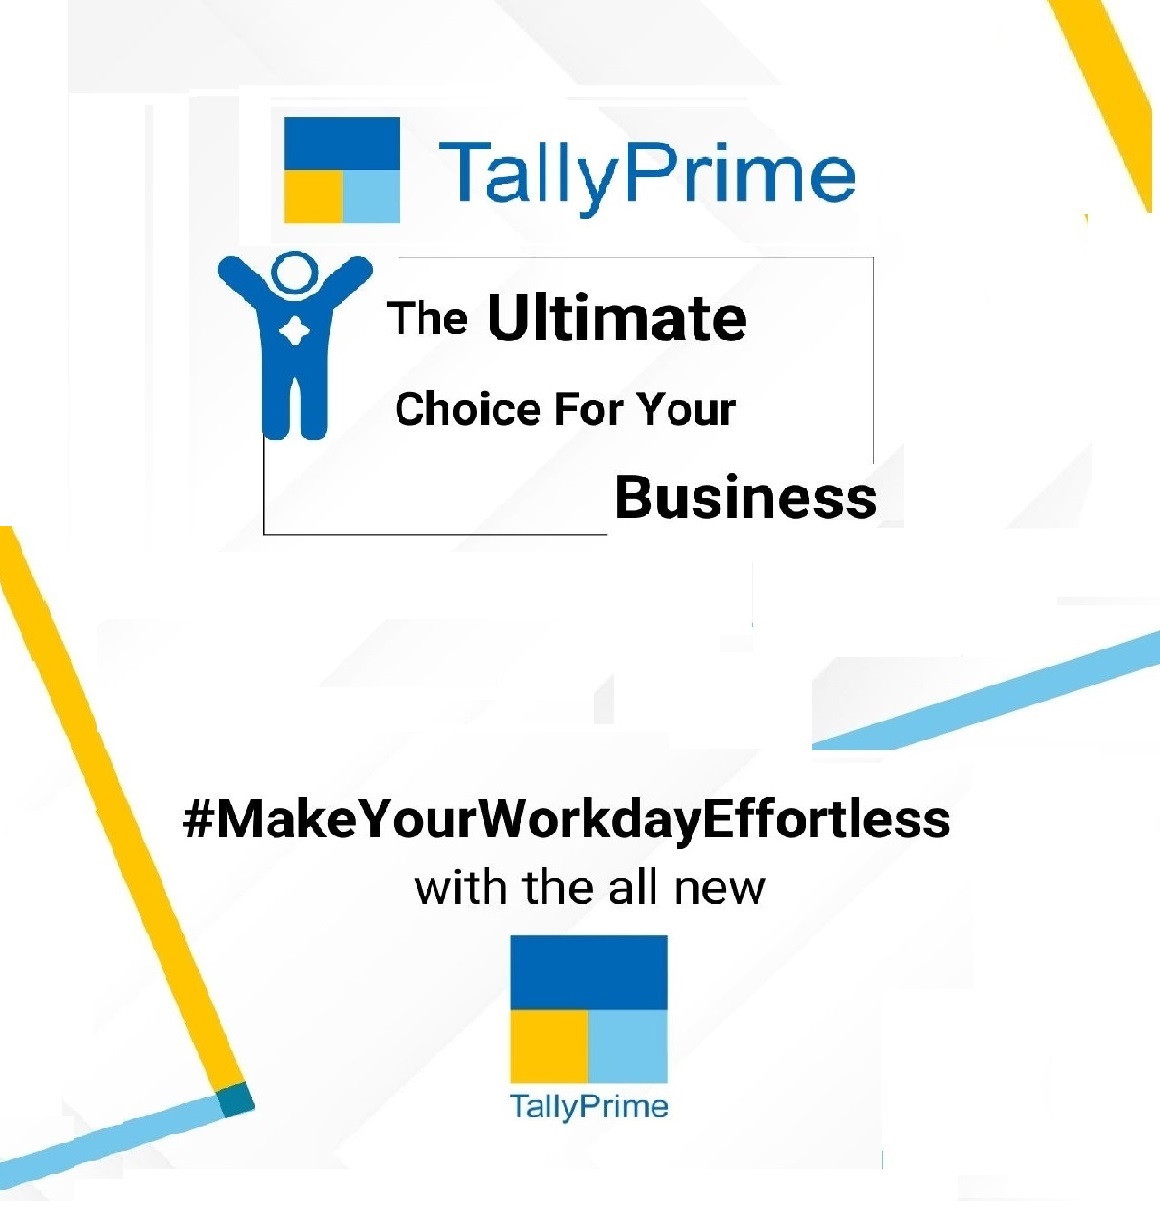 TallyPrime
The Ultimate
Choice For Your
Business
#MakeYourWorkdayEffortless
with the all new
TallyPrime